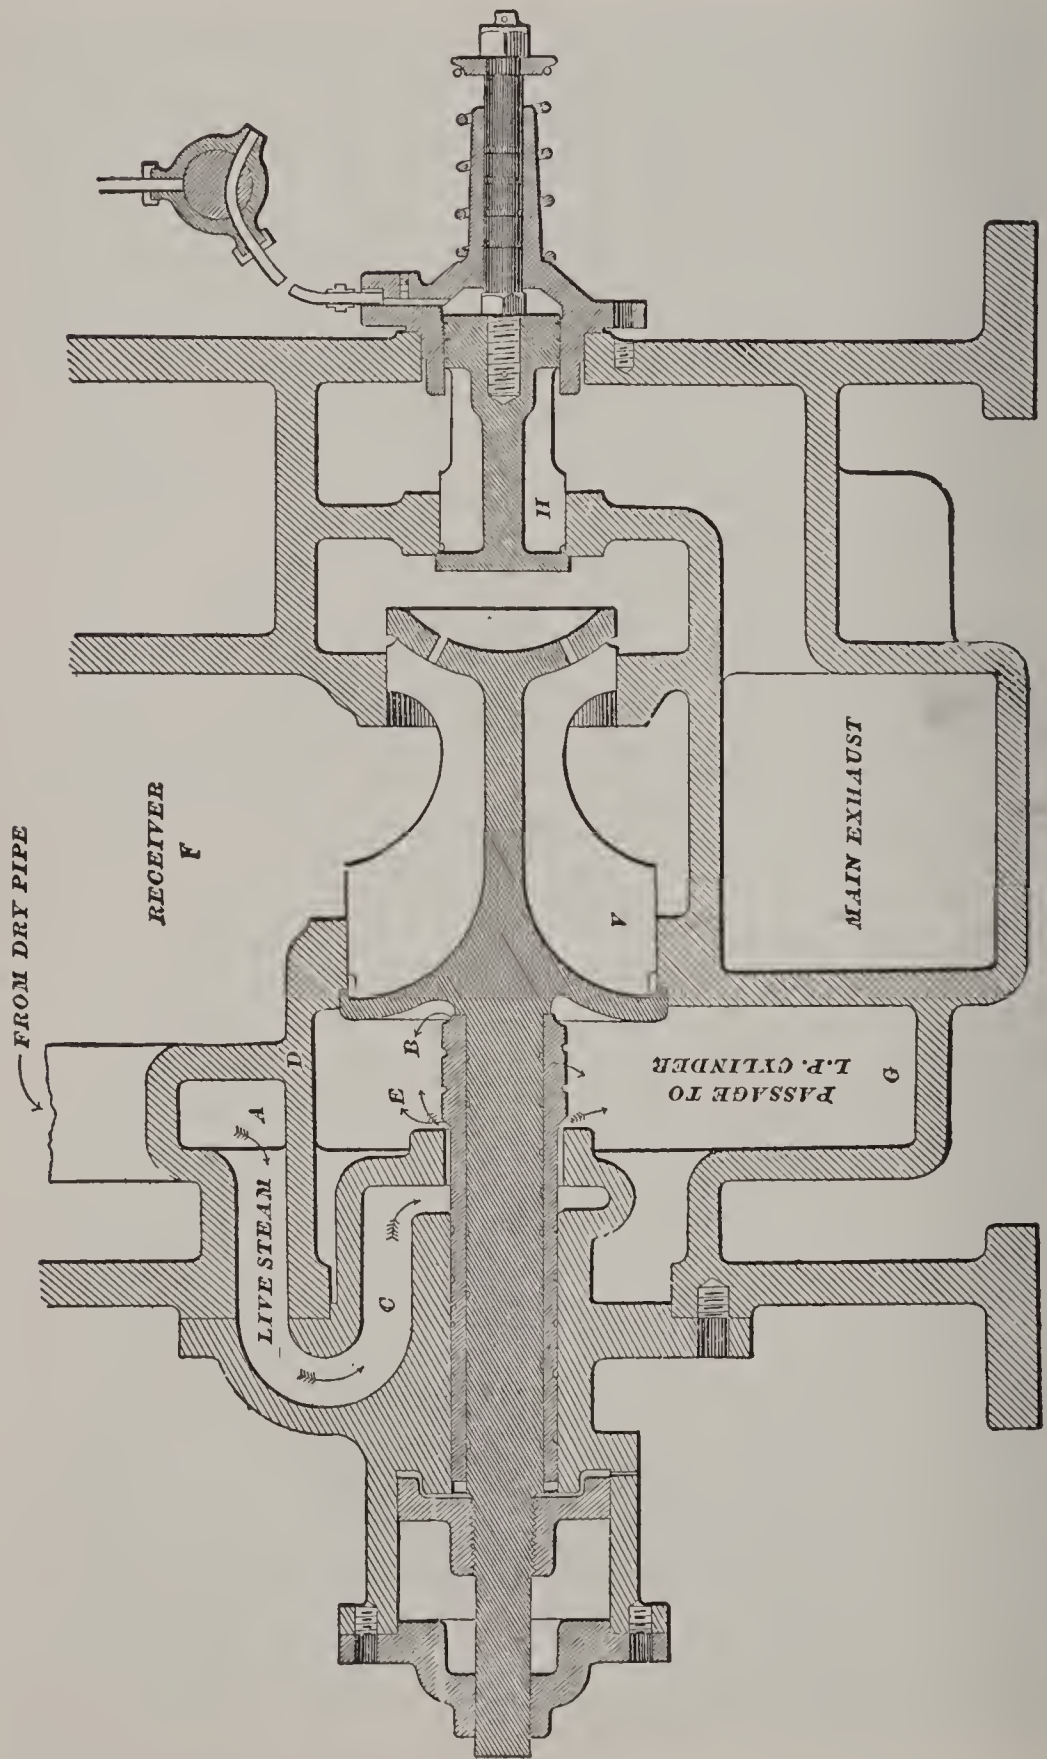 FROM DRY PIPE
RECEIVER
F
A
LIVE STEAM
D
B
E
C
H
V
PASSAGE TO
L.P. CYLINDER
G
MAIN EXHAUST